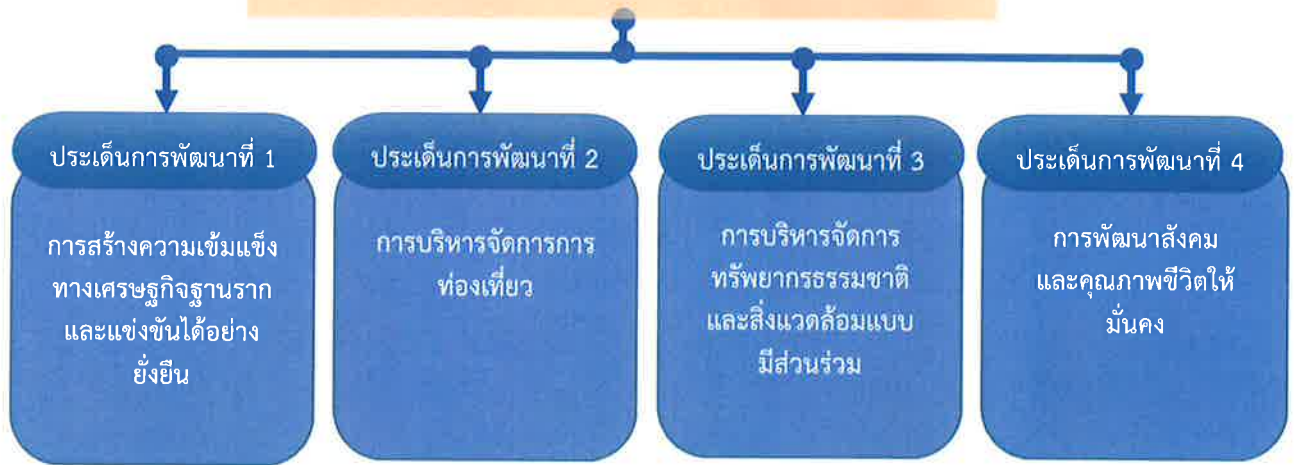 ประเด็นการพัฒนาที่ 1
การสร้างความเข้มแข็ง
ทางเศรษฐกิจฐานราก
และแข่งขันได้อย่าง
ยั่งยืน
ประเด็นการพัฒนาที่ 2
การบริหารจัดการการ
ท่องเที่ยว
ประเด็นการพัฒนาที่ 3
การบริหารจัดการ
ทรัพยากรธรรมชาติ
และสิ่งแวดล้อมแบบ
มีส่วนร่วม
ประเด็นการพัฒนาที่ 4
การพัฒนาสังคม
และคุณภาพชีวิตให้
มั่นคง